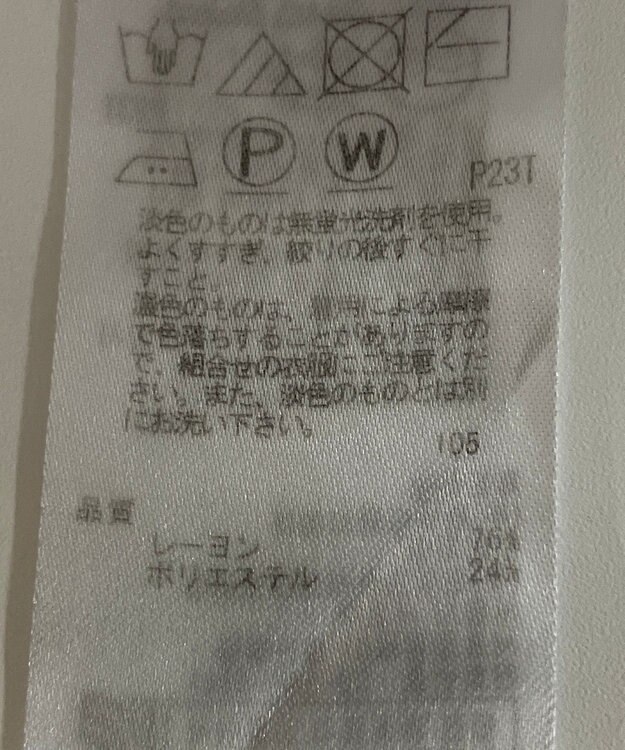 P
W
P23T
淡色のものは無蛍光洗剤を使用。
よくすすぎ、絞りの後すぐに干
すこと。
濃色のものは、着用による摩擦
で色落ちすることがありますの
で、組合せの衣服にご注意くだ
さい。また、淡色のものとは別
にお洗い下さい。
105
品質
レーヨン 76%
ポリエステル 24%